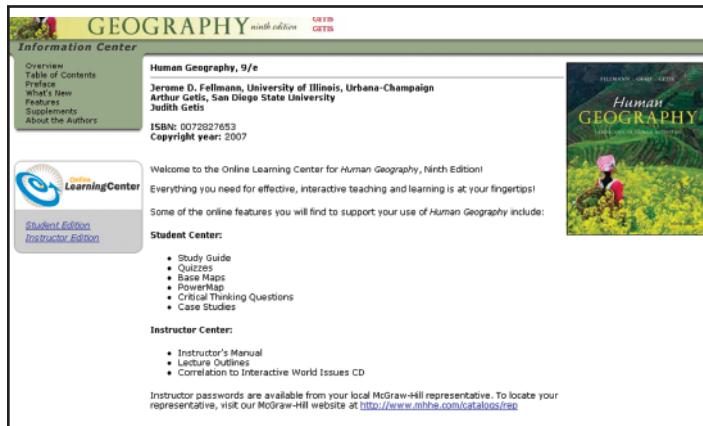 GEOGRAPHY ninth edition
GETIS
GETIS
Information Center
Overview
Table of Contents
Preface
What's New
Features
Supplements
About the Authors
Online
LearningCenter
Student Edition
Instructor Edition
Human Geography, 9/e
Jerome D. Fellmann, University of Illinois, Urbana-Champaign
Arthur Getis, San Diego State University
Judith Getis
ISBN: 0072827653
Copyright year: 2007
Welcome to the Online Learning Center for Human Geography, Ninth Edition!
Everything you need for effective, interactive teaching and learning is at your fingertips!
Some of the online features you will find to support your use of Human Geography include:
Student Center:
• Study Guide
• Quizzes
• Base Maps
• PowerMap
• Critical Thinking Questions
• Case Studies
Instructor Center:
• Instructor's Manual
• Lecture Outlines
• Correlation to Interactive World Issues CD
Instructor passwords are available from your local McGraw-Hill representative. To locate your
representative, visit our McGraw-Hill website at http://www.mhhe.com/catalogs/rep
FELLMANN GETIS GETIS
Human
GEOGRAPHY